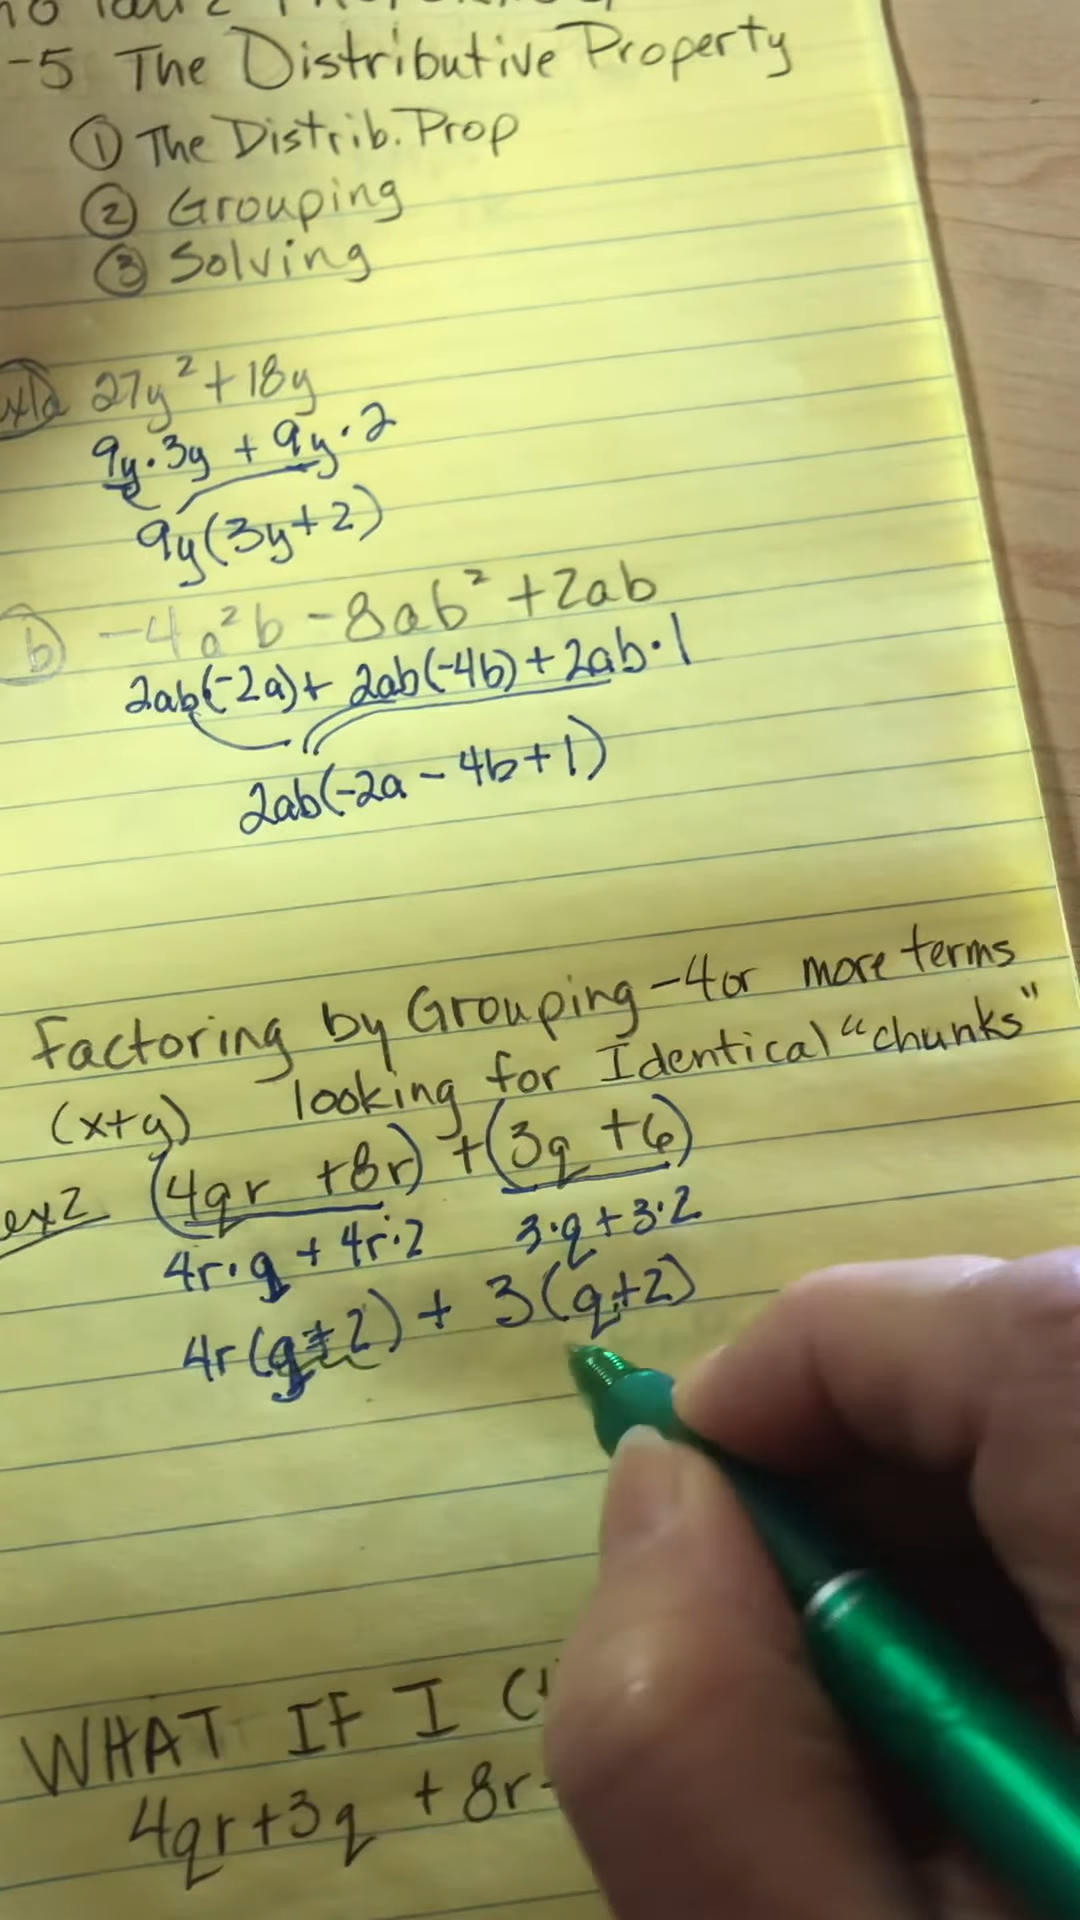 -5 The Distributive Property
① The Distrib. Prop
② Grouping
③ Solving
27y² + 18y
9y·3y + 9y·2
9y(3y+2)
b) -4a²b - 8ab² + 2ab
2ab(-2a) + 2ab(-4b) + 2ab·1
2ab(-2a - 4b + 1)
Factoring by Grouping - 4 or more terms
looking for Identical "chunks"
(x+y)
ex2 (4qr + 8r) + (3q + 6)
4r·q + 4r·2 3·q + 3·2
4r(q+2) + 3(q+2)
WHAT IF I
4qr + 3q + 8r